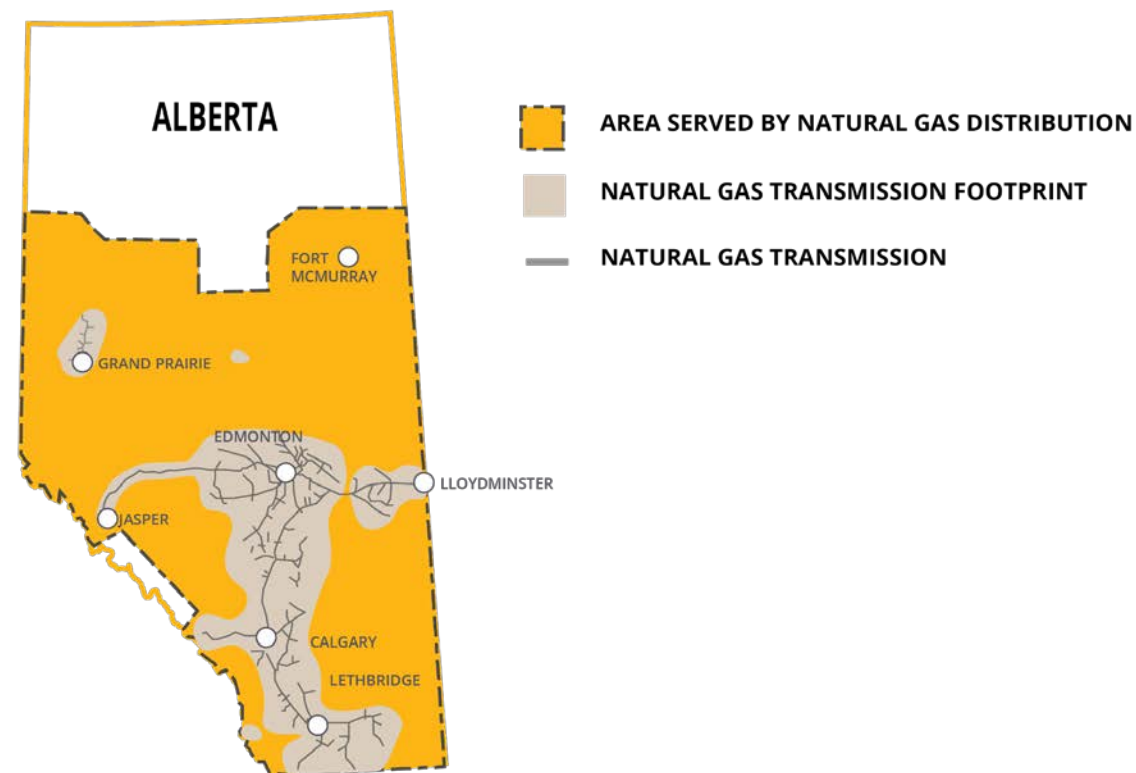 ALBERTA
AREA SERVED BY NATURAL GAS DISTRIBUTION
NATURAL GAS TRANSMISSION FOOTPRINT
NATURAL GAS TRANSMISSION
FORT
MCMURRAY
GRAND PRAIRIE
EDMONTON
LLOYDMINSTER
JASPER
CALGARY
LETHBRIDGE